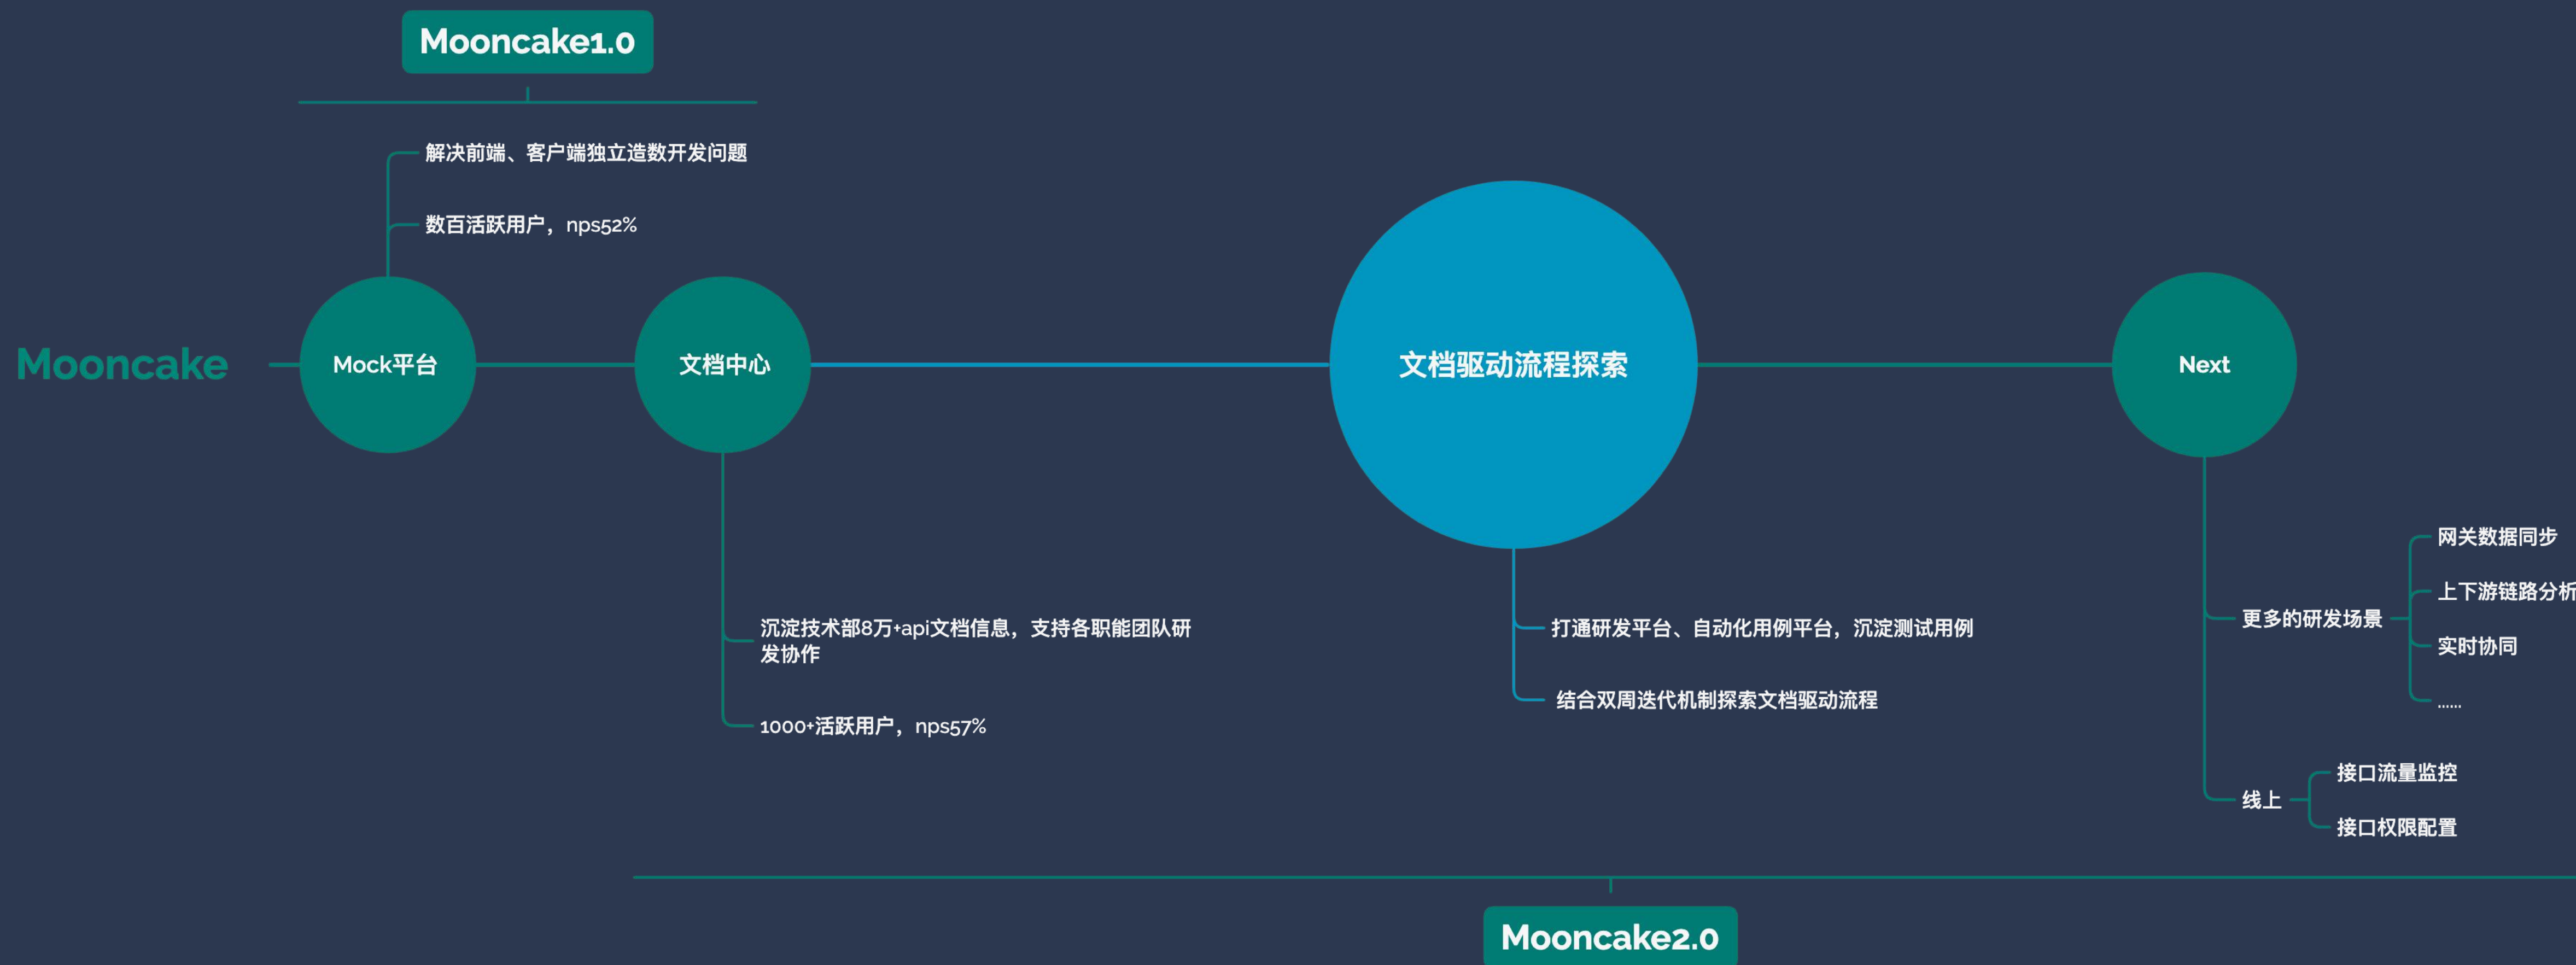 Mooncake1.0
解决前端、客户端独立造数开发问题
数百活跃用户，nps52%
Mooncake
Mock平台
文档中心
文档驱动流程探索
Next
沉淀技术部8万+api文档信息，支持各职能团队研
发协作
1000+活跃用户，nps57%
打通研发平台、自动化用例平台，沉淀测试用例
结合双周迭代机制探索文档驱动流程
更多的研发场景
网关数据同步
上下游链路分析
实时协同
......
线上
接口流量监控
接口权限配置
Mooncake2.0